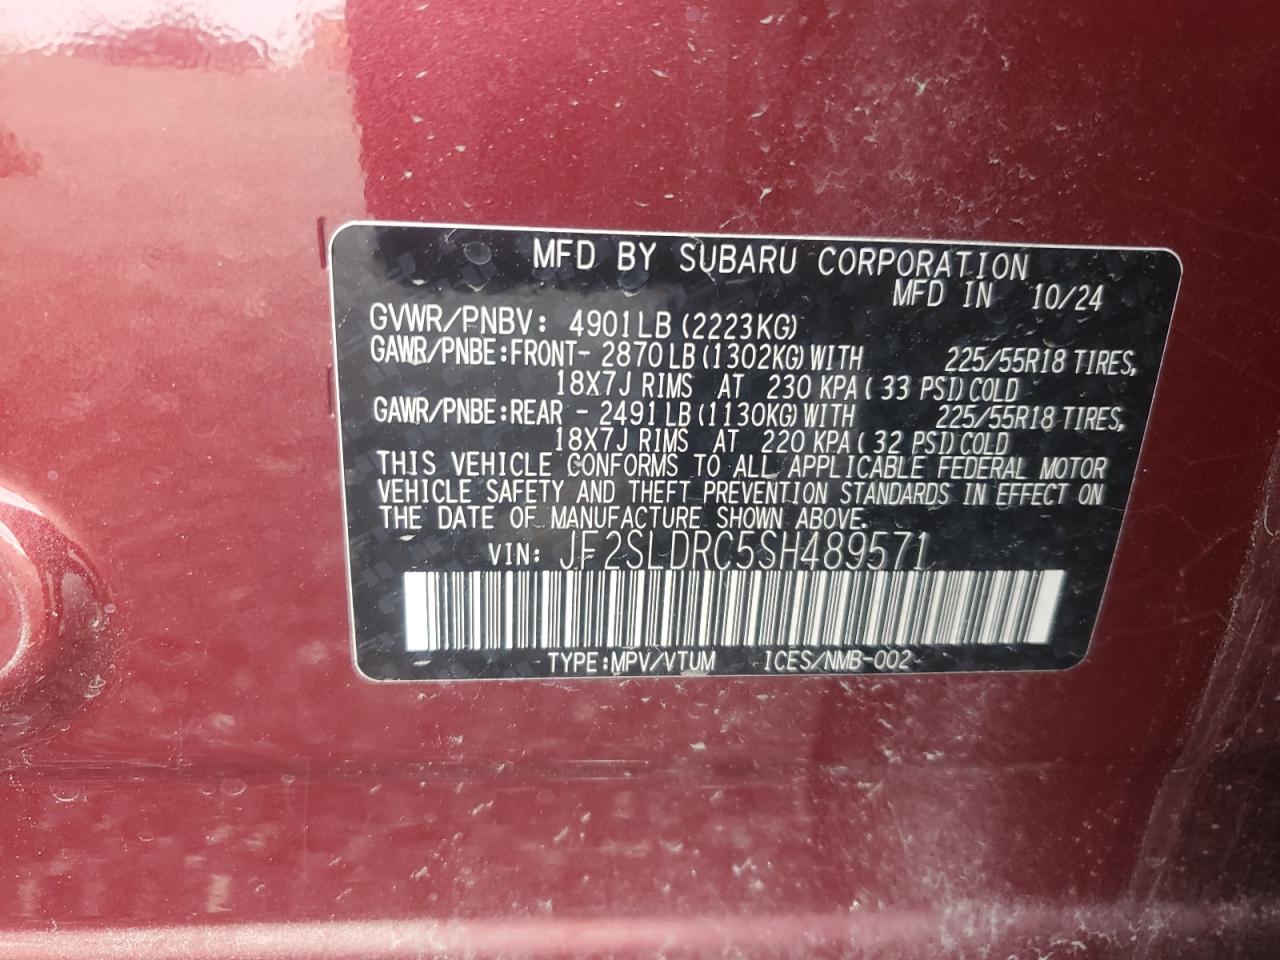 MFD BY SUBARU CORPORATION
MFD IN 10/24
GVWR/PNBV: 4901LB (2223KG)
GAWR/PNBE:FRONT- 2870 LB (1302KG) WITH 225/55R18 TIRES,
18X7J RIMS AT 230 KPA ( 33 PSI) COLD
GAWR/PNBE:REAR - 2491 LB (1130KG) WITH 225/55R18 TIRES,
18X7J RIMS AT 220 KPA ( 32 PSI) COLD
THIS VEHICLE CONFORMS TO ALL APPLICABLE FEDERAL MOTOR
VEHICLE SAFETY AND THEFT PREVENTION STANDARDS IN EFFECT ON
THE DATE OF MANUFACTURE SHOWN ABOVE.
VIN: JF2SLDRC5SH489571
TYPE:MPV/VTUM ICES/NMB-002